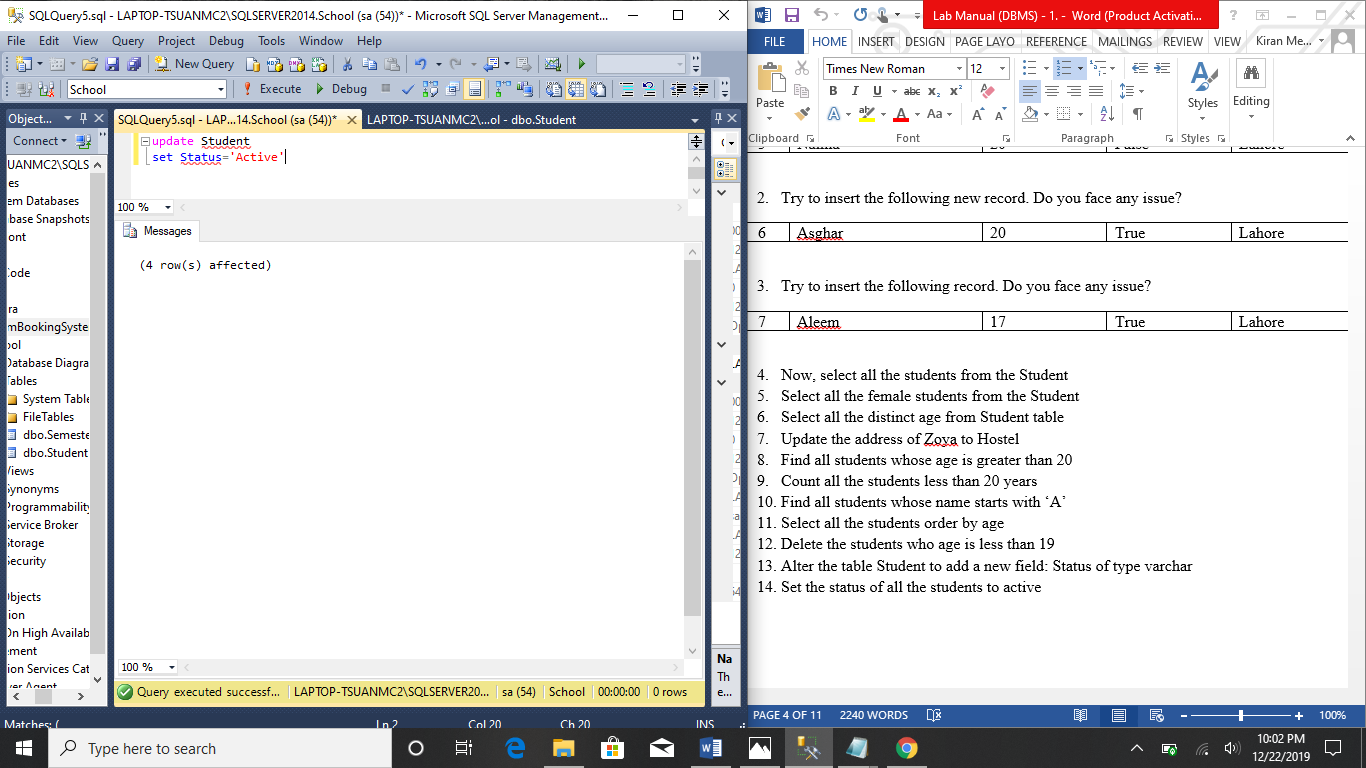 SQLQuery5.sql - LAPTOP-TSUANMC2\SQLSERVER2014.School (sa (54))* - Microsoft SQL Server Management...
File Edit View Query Project Debug Tools Window Help
New Query
School Execute Debug
Object...
SQLQuery5.sql - LAP...14.School (sa (54))* LAPTOP-TSUANMC2\...ol - dbo.Student
Connect
UANMC2\SQLS
es
em Databases
base Snapshots
ont
Code
ra
mBookingSyste
ool
Database Diagra
Tables
System Table
FileTables
dbo.Semeste
dbo.Student
Views
Synonyms
Programmability
Service Broker
Storage
Security
Objects
ion
On High Availab
ement
ion Services Cat
ver Agent
update Student
set Status='Active'
100 %
Messages
(4 row(s) affected)
100 %
Na
Th
e...
Query executed successf... LAPTOP-TSUANMC2\SQLSERVER20... sa (54) School 00:00:00 0 rows
Matches: ( Ln 2 Col 20 Ch 20 INS
Lab Manual (DBMS) - 1. - Word (Product Activati...
FILE HOME INSERT DESIGN PAGE LAYO REFERENCE MAILINGS REVIEW VIEW Kiran Me...
Times New Roman 12
Paste
Styles
Editing
Clipboard Font Paragraph Styles
2. Try to insert the following new record. Do you face any issue?
6 Asghar 20 True Lahore
3. Try to insert the following record. Do you face any issue?
7 Aleem 17 True Lahore
4. Now, select all the students from the Student
5. Select all the female students from the Student
6. Select all the distinct age from Student table
7. Update the address of Zoya to Hostel
8. Find all students whose age is greater than 20
9. Count all the students less than 20 years
10. Find all students whose name starts with ‘A’
11. Select all the students order by age
12. Delete the students who age is less than 19
13. Alter the table Student to add a new field: Status of type varchar
14. Set the status of all the students to active
PAGE 4 OF 11 2240 WORDS 100%
Type here to search
10:02 PM
12/22/2019